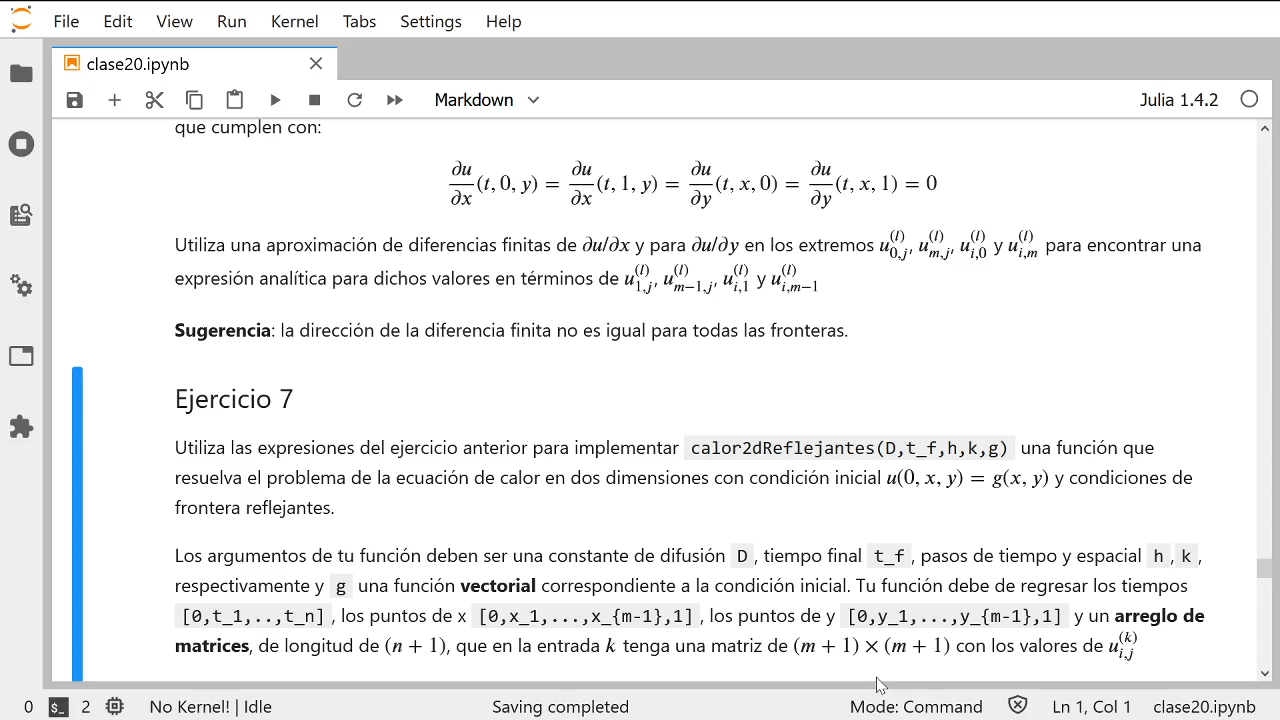 File Edit View Run Kernel Tabs Settings Help
clase20.ipynb
Markdown
Julia 1.4.2
que cumplen con:
∂u/∂x (t, 0, y) = ∂u/∂x (t, 1, y) = ∂u/∂y (t, x, 0) = ∂u/∂y (t, x, 1) = 0
Utiliza una aproximación de diferencias finitas de ∂u/∂x y para ∂u/∂y en los extremos u_{0,j}^{(l)}, u_{m,j}^{(l)}, u_{i,0}^{(l)} y u_{i,m}^{(l)} para encontrar una
expresión analítica para dichos valores en términos de u_{1,j}^{(l)}, u_{m−1,j}^{(l)}, u_{i,1}^{(l)} y u_{i,m−1}^{(l)}
Sugerencia: la dirección de la diferencia finita no es igual para todas las fronteras.
Ejercicio 7
Utiliza las expresiones del ejercicio anterior para implementar calor2dReflejantes(D,t_f,h,k,g) una función que
resuelva el problema de la ecuación de calor en dos dimensiones con condición inicial u(0, x, y) = g(x, y) y condiciones de
frontera reflejantes.
Los argumentos de tu función deben ser una constante de difusión D, tiempo final t_f, pasos de tiempo y espacial h,k,
respectivamente y g una función vectorial correspondiente a la condición inicial. Tu función debe de regresar los tiempos
[0,t_1,..,t_n], los puntos de x [0,x_1,...,x_{m-1},1], los puntos de y [0,y_1,...,y_{m-1},1] y un arreglo de
matrices, de longitud de (n + 1), que en la entrada k tenga una matriz de (m + 1) × (m + 1) con los valores de u_{i,j}^{(k)}
0 $_ 2 No Kernel! | Idle Saving completed Mode: Command Ln 1, Col 1 clase20.ipynb